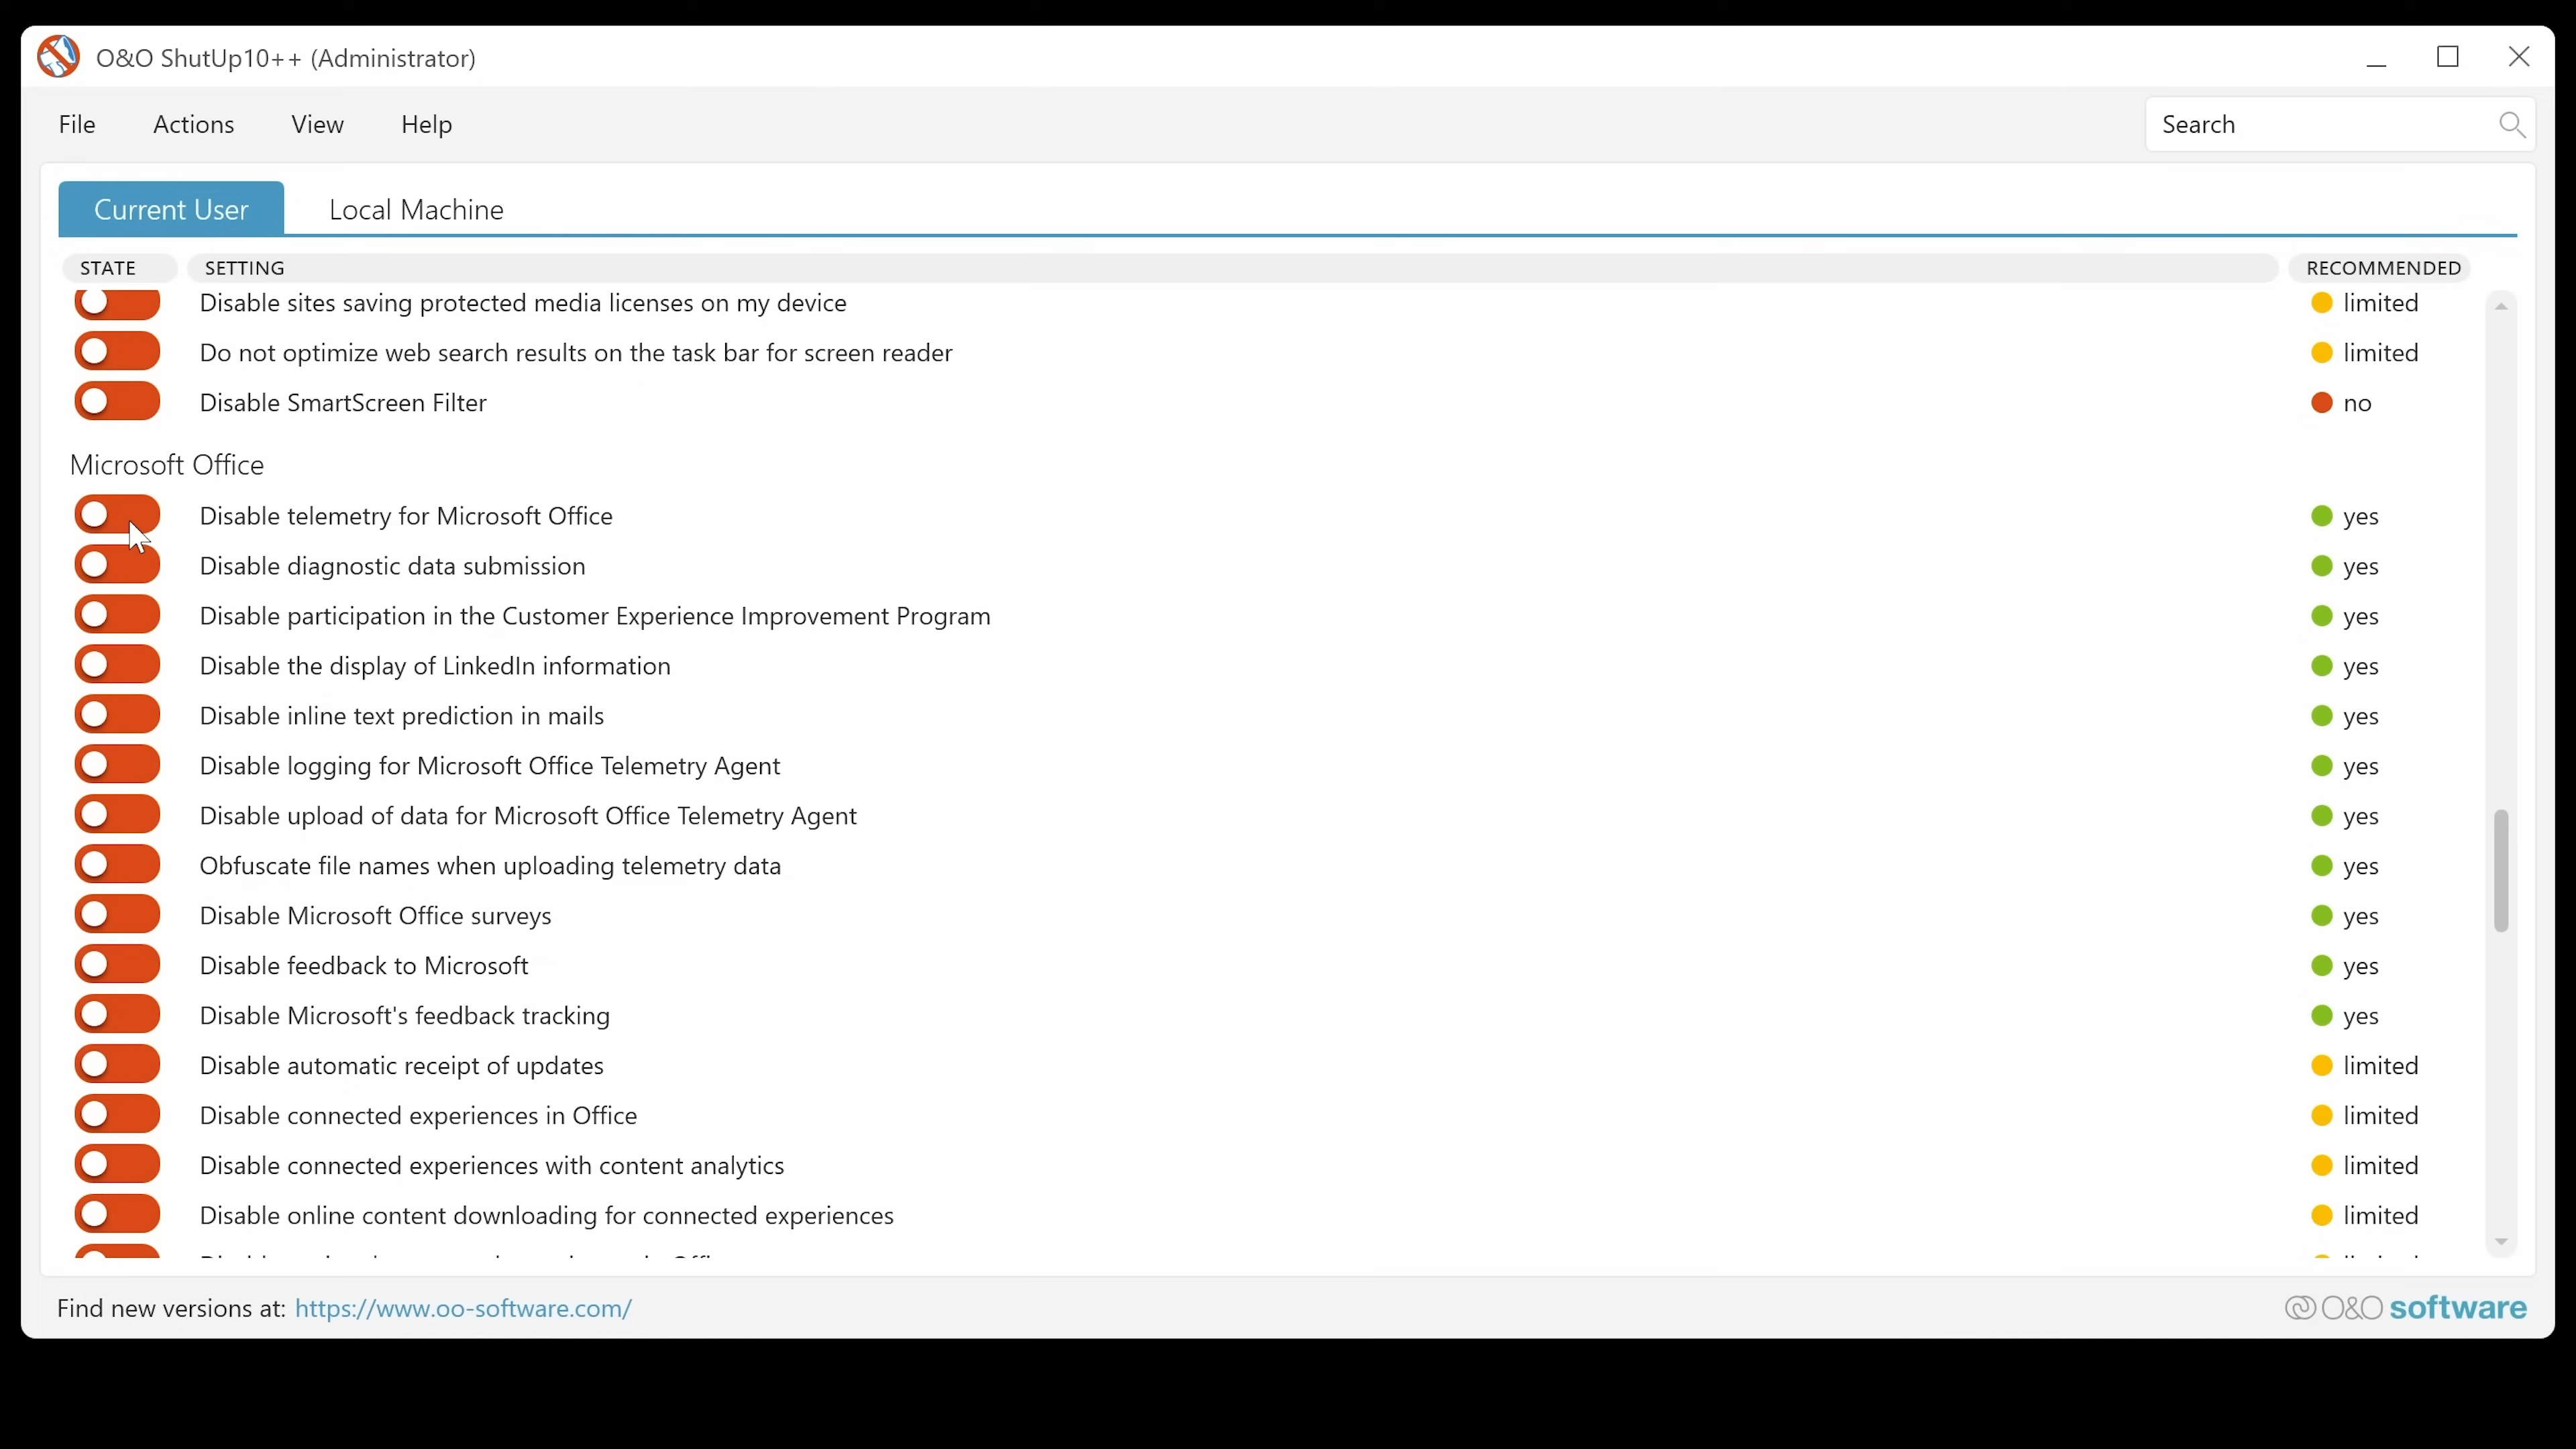 O&O ShutUp10++ (Administrator)
File Actions View Help Search
Current User Local Machine
STATE SETTING RECOMMENDED
Disable sites saving protected media licenses on my device limited
Do not optimize web search results on the task bar for screen reader limited
Disable SmartScreen Filter no
Microsoft Office
Disable telemetry for Microsoft Office yes
Disable diagnostic data submission yes
Disable participation in the Customer Experience Improvement Program yes
Disable the display of LinkedIn information yes
Disable inline text prediction in mails yes
Disable logging for Microsoft Office Telemetry Agent yes
Disable upload of data for Microsoft Office Telemetry Agent yes
Obfuscate file names when uploading telemetry data yes
Disable Microsoft Office surveys yes
Disable feedback to Microsoft yes
Disable Microsoft's feedback tracking yes
Disable automatic receipt of updates limited
Disable connected experiences in Office limited
Disable connected experiences with content analytics limited
Disable online content downloading for connected experiences limited
Find new versions at: https://www.oo-software.com/ O&O software